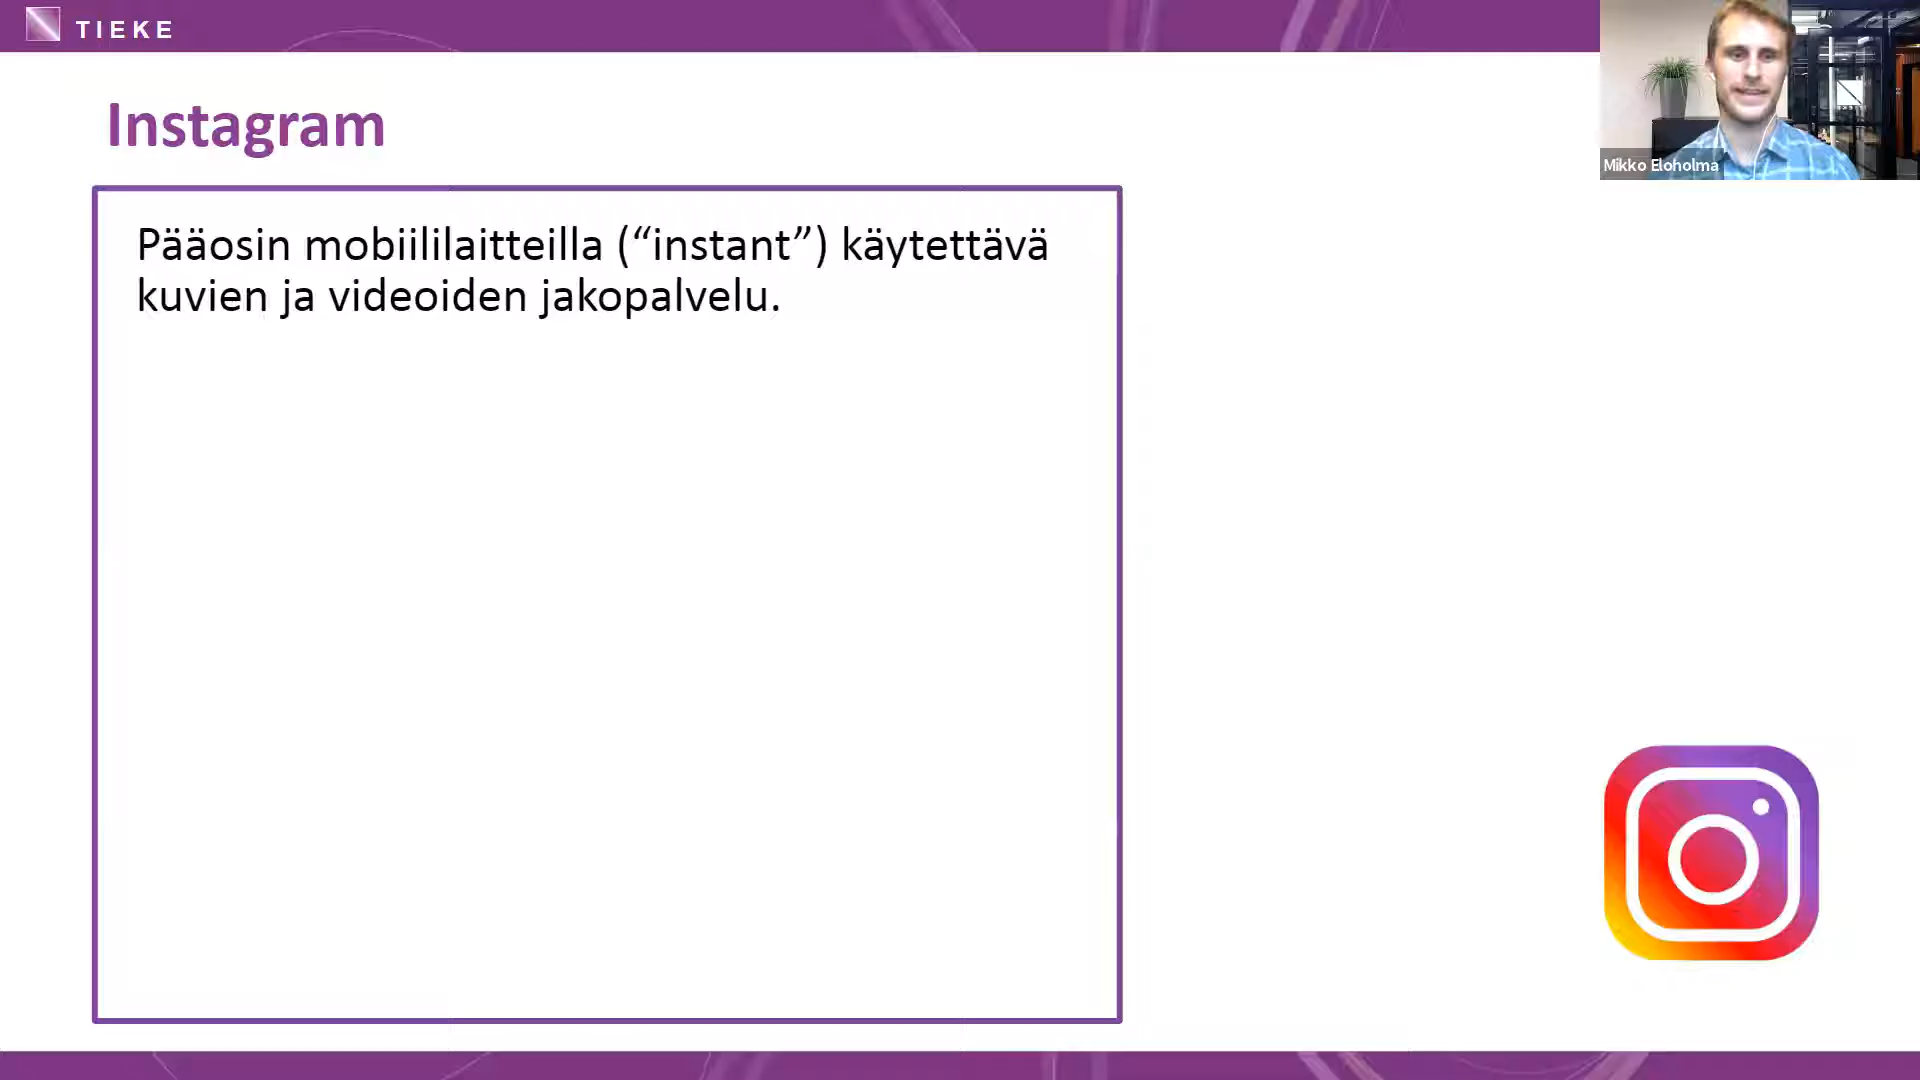 TIEKE
Instagram
Mikko Eloholma
Pääosin mobiililaitteilla (“instant”) käytettävä
kuvien ja videoiden jakopalvelu.